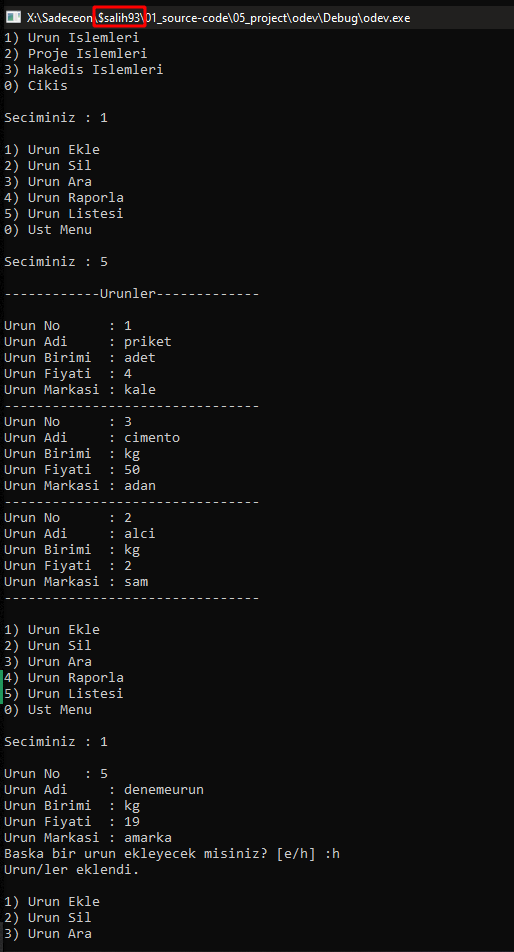 X:\Sadeceon\$salih93\01_source-code\05_project\odev\Debug\odev.exe
1) Urun Islemleri
2) Proje Islemleri
3) Hakedis Islemleri
0) Cikis
Seciminiz : 1
1) Urun Ekle
2) Urun Sil
3) Urun Ara
4) Urun Raporla
5) Urun Listesi
0) Ust Menu
Seciminiz : 5
------------Urunler-------------
Urun No      : 1
Urun Adi     : priket
Urun Birimi  : adet
Urun Fiyati  : 4
Urun Markasi : kale
--------------------------------
Urun No      : 3
Urun Adi     : cimento
Urun Birimi  : kg
Urun Fiyati  : 50
Urun Markasi : adan
--------------------------------
Urun No      : 2
Urun Adi     : alci
Urun Birimi  : kg
Urun Fiyati  : 2
Urun Markasi : sam
--------------------------------
1) Urun Ekle
2) Urun Sil
3) Urun Ara
4) Urun Raporla
5) Urun Listesi
0) Ust Menu
Seciminiz : 1
Urun No   : 5
Urun Adi     : denemeurun
Urun Birimi  : kg
Urun Fiyati  : 19
Urun Markasi : amarka
Baska bir urun ekleyecek misiniz? [e/h] :h
Urun/ler eklendi.
1) Urun Ekle
2) Urun Sil
3) Urun Ara